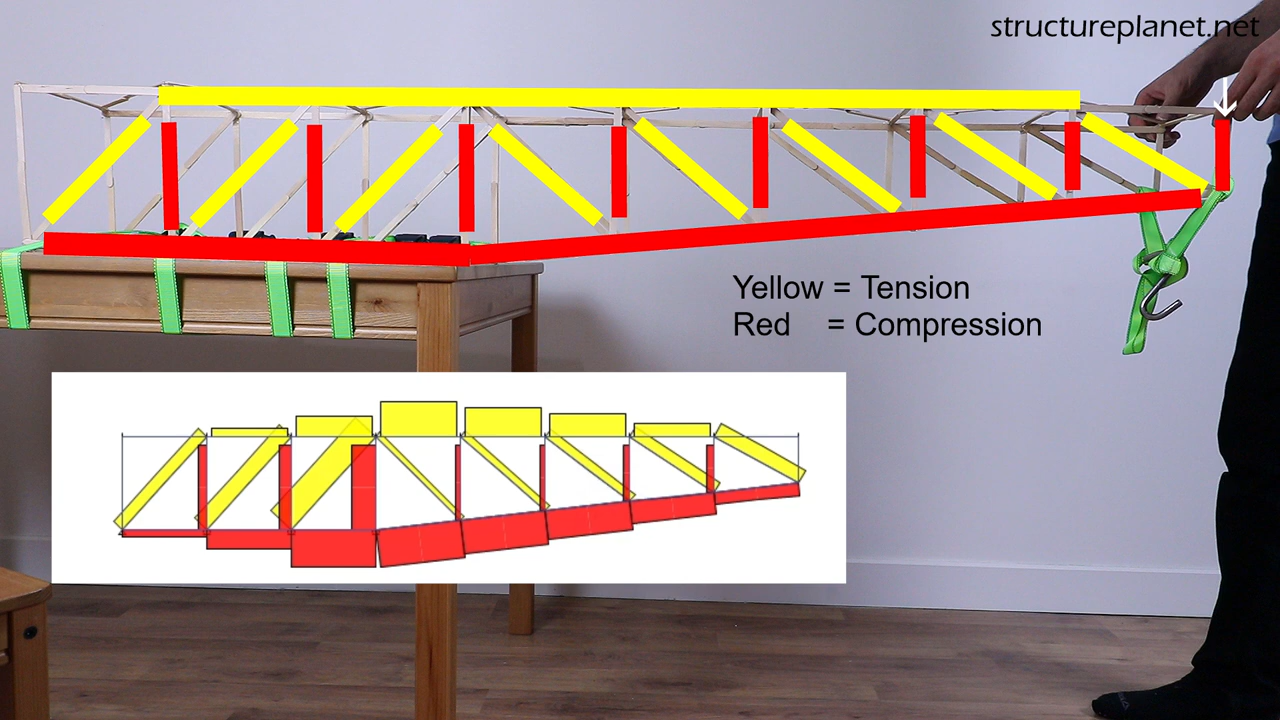 structureplanet.net
Yellow = Tension
Red = Compression